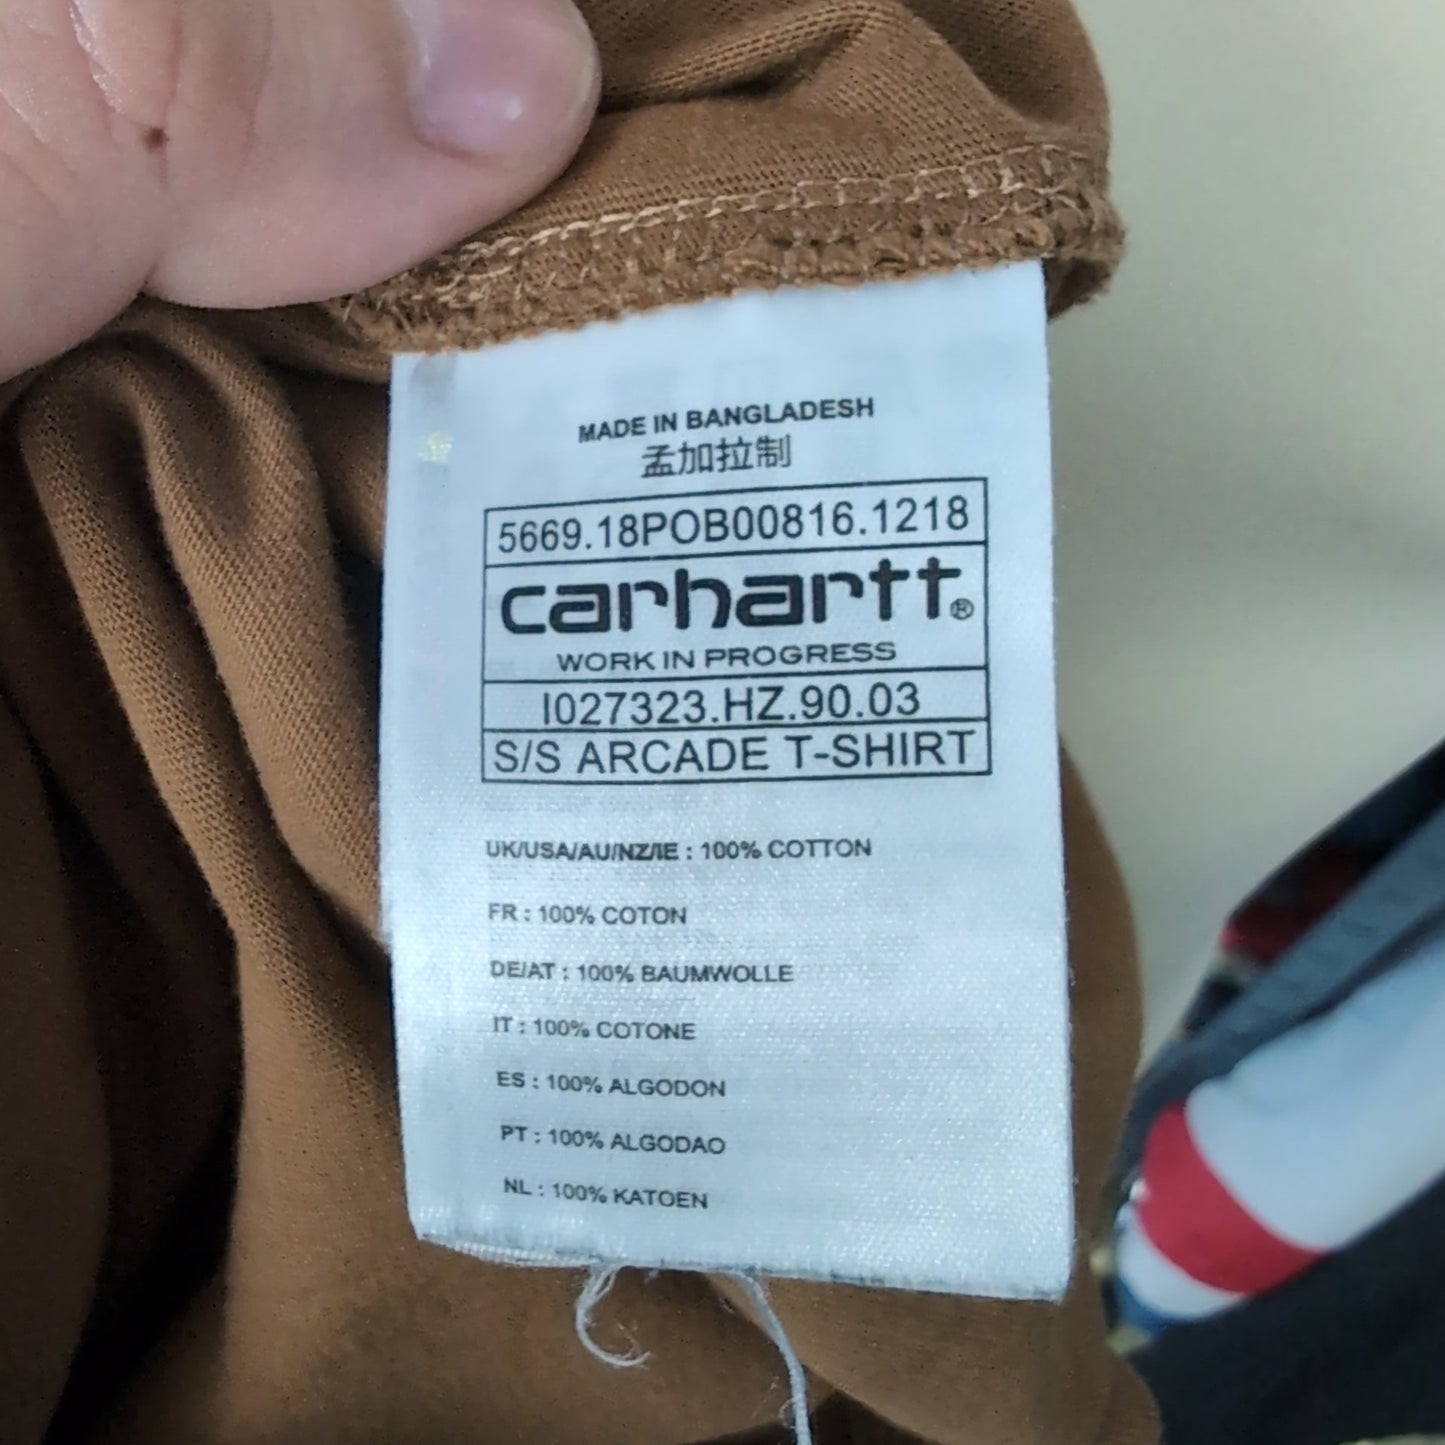 MADE IN BANGLADESH
孟加拉制
5669.18POB00816.1218
carhartt®
WORK IN PROGRESS
I027323.HZ.90.03
S/S ARCADE T-SHIRT
UK/USA/AU/NZ/IE : 100% COTTON
FR : 100% COTON
DE/AT : 100% BAUMWOLLE
IT : 100% COTONE
ES : 100% ALGODON
PT : 100% ALGODAO
NL : 100% KATOEN